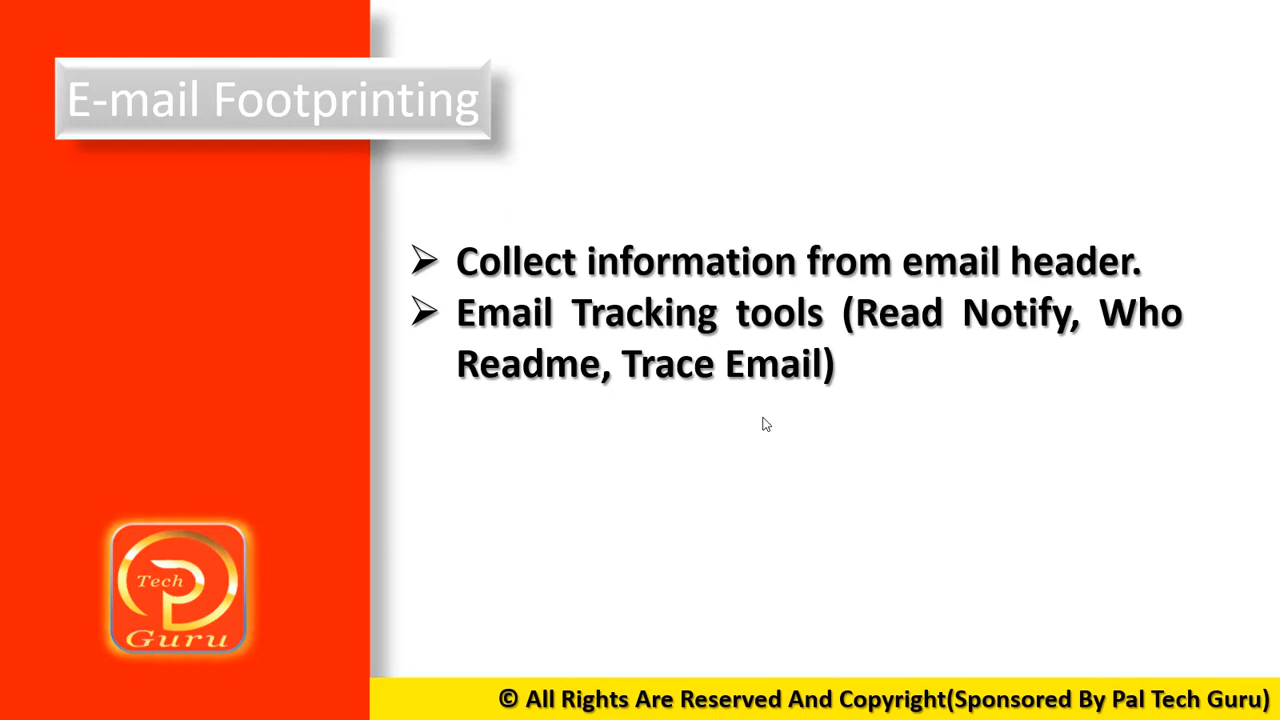 E-mail Footprinting
➢ Collect information from email header.
➢ Email Tracking tools (Read Notify, Who
Readme, Trace Email)
Tech
Guru
© All Rights Are Reserved And Copyright(Sponsored By Pal Tech Guru)